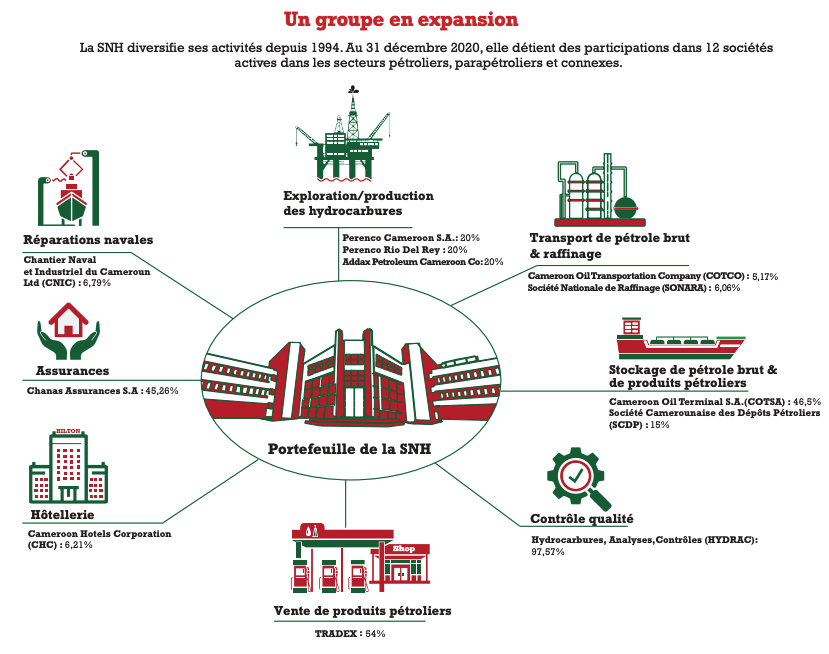 Un groupe en expansion
La SNH diversifie ses activités depuis 1994. Au 31 décembre 2020, elle détient des participations dans 12 sociétés
actives dans les secteurs pétroliers, parapétroliers et connexes.
Exploration/production
des hydrocarbures
Perenco Cameroon S.A.: 20%
Perenco Rio Del Rey : 20%
Addax Petroleum Cameroon Co: 20%
Réparations navales
Chantier Naval
et Industriel du Cameroun
Ltd (CNIC) : 6,79%
Transport de pétrole brut
& raffinage
Cameroon Oil Transportation Company (COTCO) : 5,17%
Société Nationale de Raffinage (SONARA) : 6,06%
Assurances
Chanas Assurances S.A : 45,26%
Stockage de pétrole brut &
de produits pétroliers
Cameroon Oil Terminal S.A.(COTSA) : 46,5%
Société Camerounaise des Dépôts Pétroliers
(SCDP) : 15%
Portefeuille de la SNH
HILTON
Hôtellerie
Cameroon Hotels Corporation
(CHC) : 6,21%
Contrôle qualité
Hydrocarbures, Analyses,Contrôles (HYDRAC):
97,57%
Shop
Vente de produits pétroliers
TRADEX : 54%